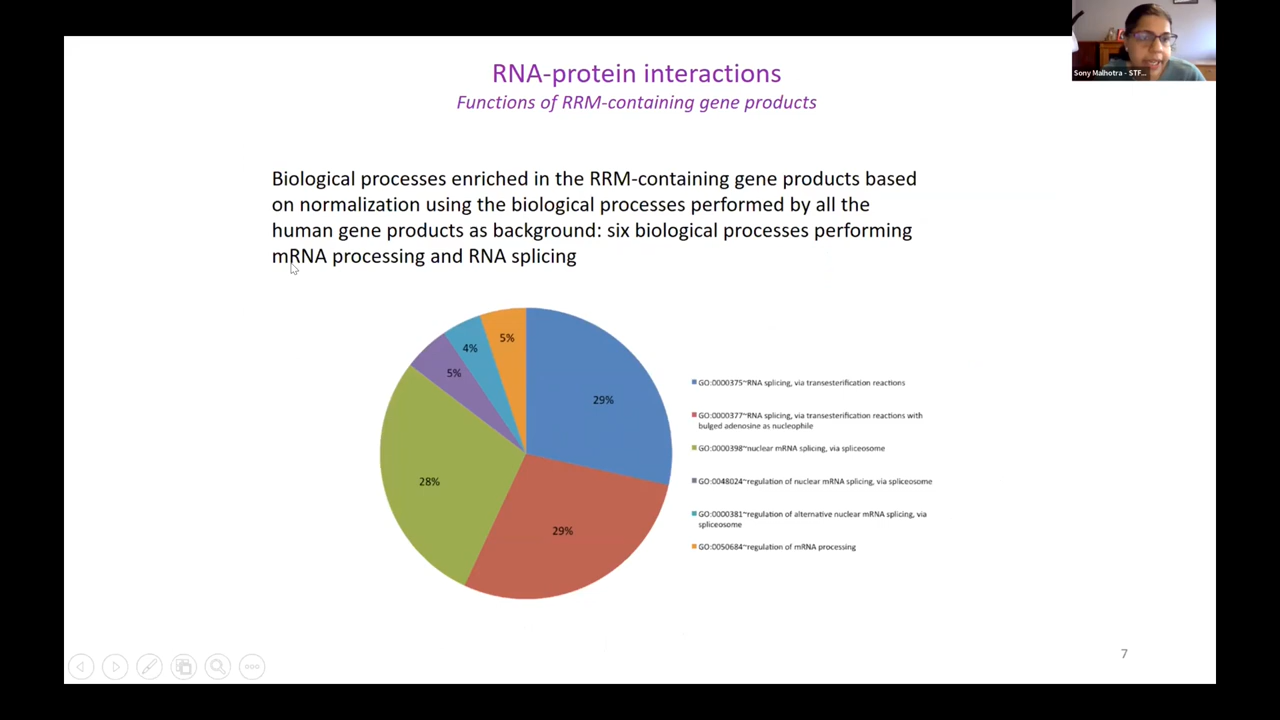 Sony Malhotra - STF...
RNA-protein interactions
Functions of RRM-containing gene products
Biological processes enriched in the RRM-containing gene products based
on normalization using the biological processes performed by all the
human gene products as background: six biological processes performing
mRNA processing and RNA splicing
5%
4%
5%
29%
28%
29%
GO:0000375~RNA splicing, via transesterification reactions
GO:0000377~RNA splicing, via transesterification reactions with
bulged adenosine as nucleophile
GO:0000398~nuclear mRNA splicing, via spliceosome
GO:0048024~regulation of nuclear mRNA splicing, via spliceosome
GO:0000381~regulation of alternative nuclear mRNA splicing, via
spliceosome
GO:0050684~regulation of mRNA processing
7